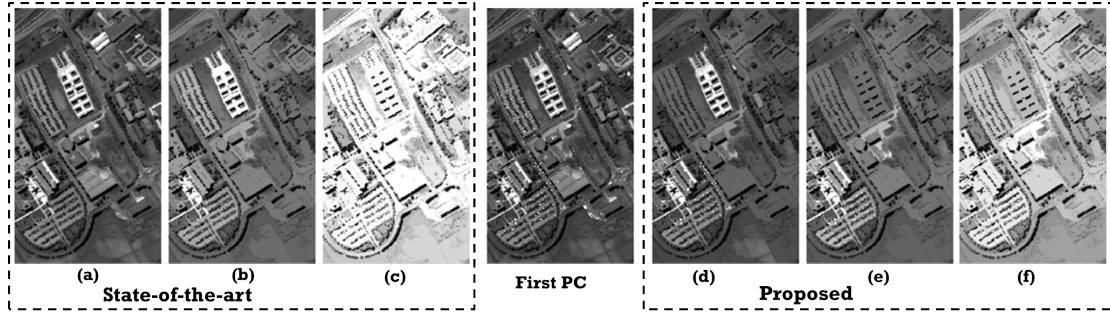 (a) (b) (c) First PC (d) (e) (f)
State-of-the-art Proposed